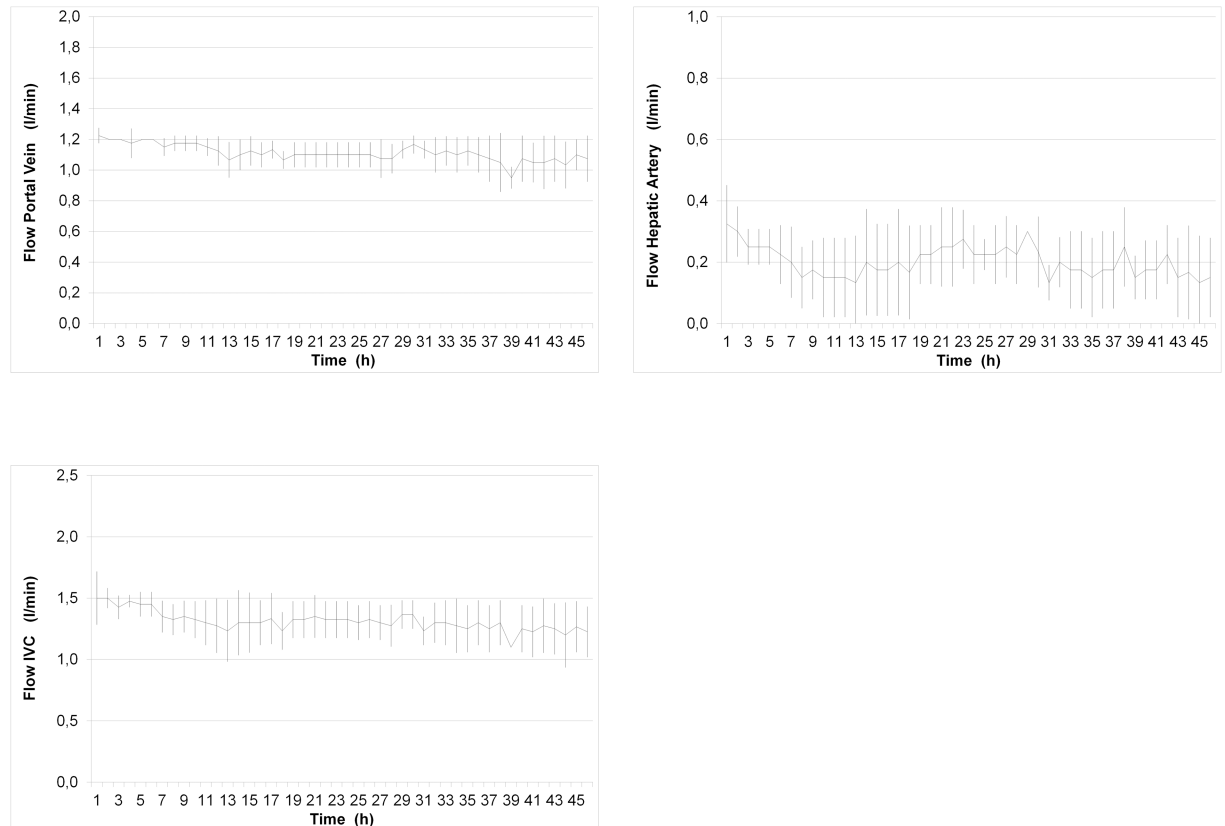 Flow Portal Vein (l/min)
2,0
1,8
1,6
1,4
1,2
1,0
0,8
0,6
0,4
0,2
0,0
1 3 5 7 9 11 13 15 17 19 21 23 25 27 29 31 33 35 37 39 41 43 45
Time (h)
Flow Hepatic Artery (l/min)
1,0
0,8
0,6
0,4
0,2
0,0
1 3 5 7 9 11 13 15 17 19 21 23 25 27 29 31 33 35 37 39 41 43 45
Time (h)
Flow IVC (l/min)
2,5
2,0
1,5
1,0
0,5
0,0
1 3 5 7 9 11 13 15 17 19 21 23 25 27 29 31 33 35 37 39 41 43 45
Time (h)